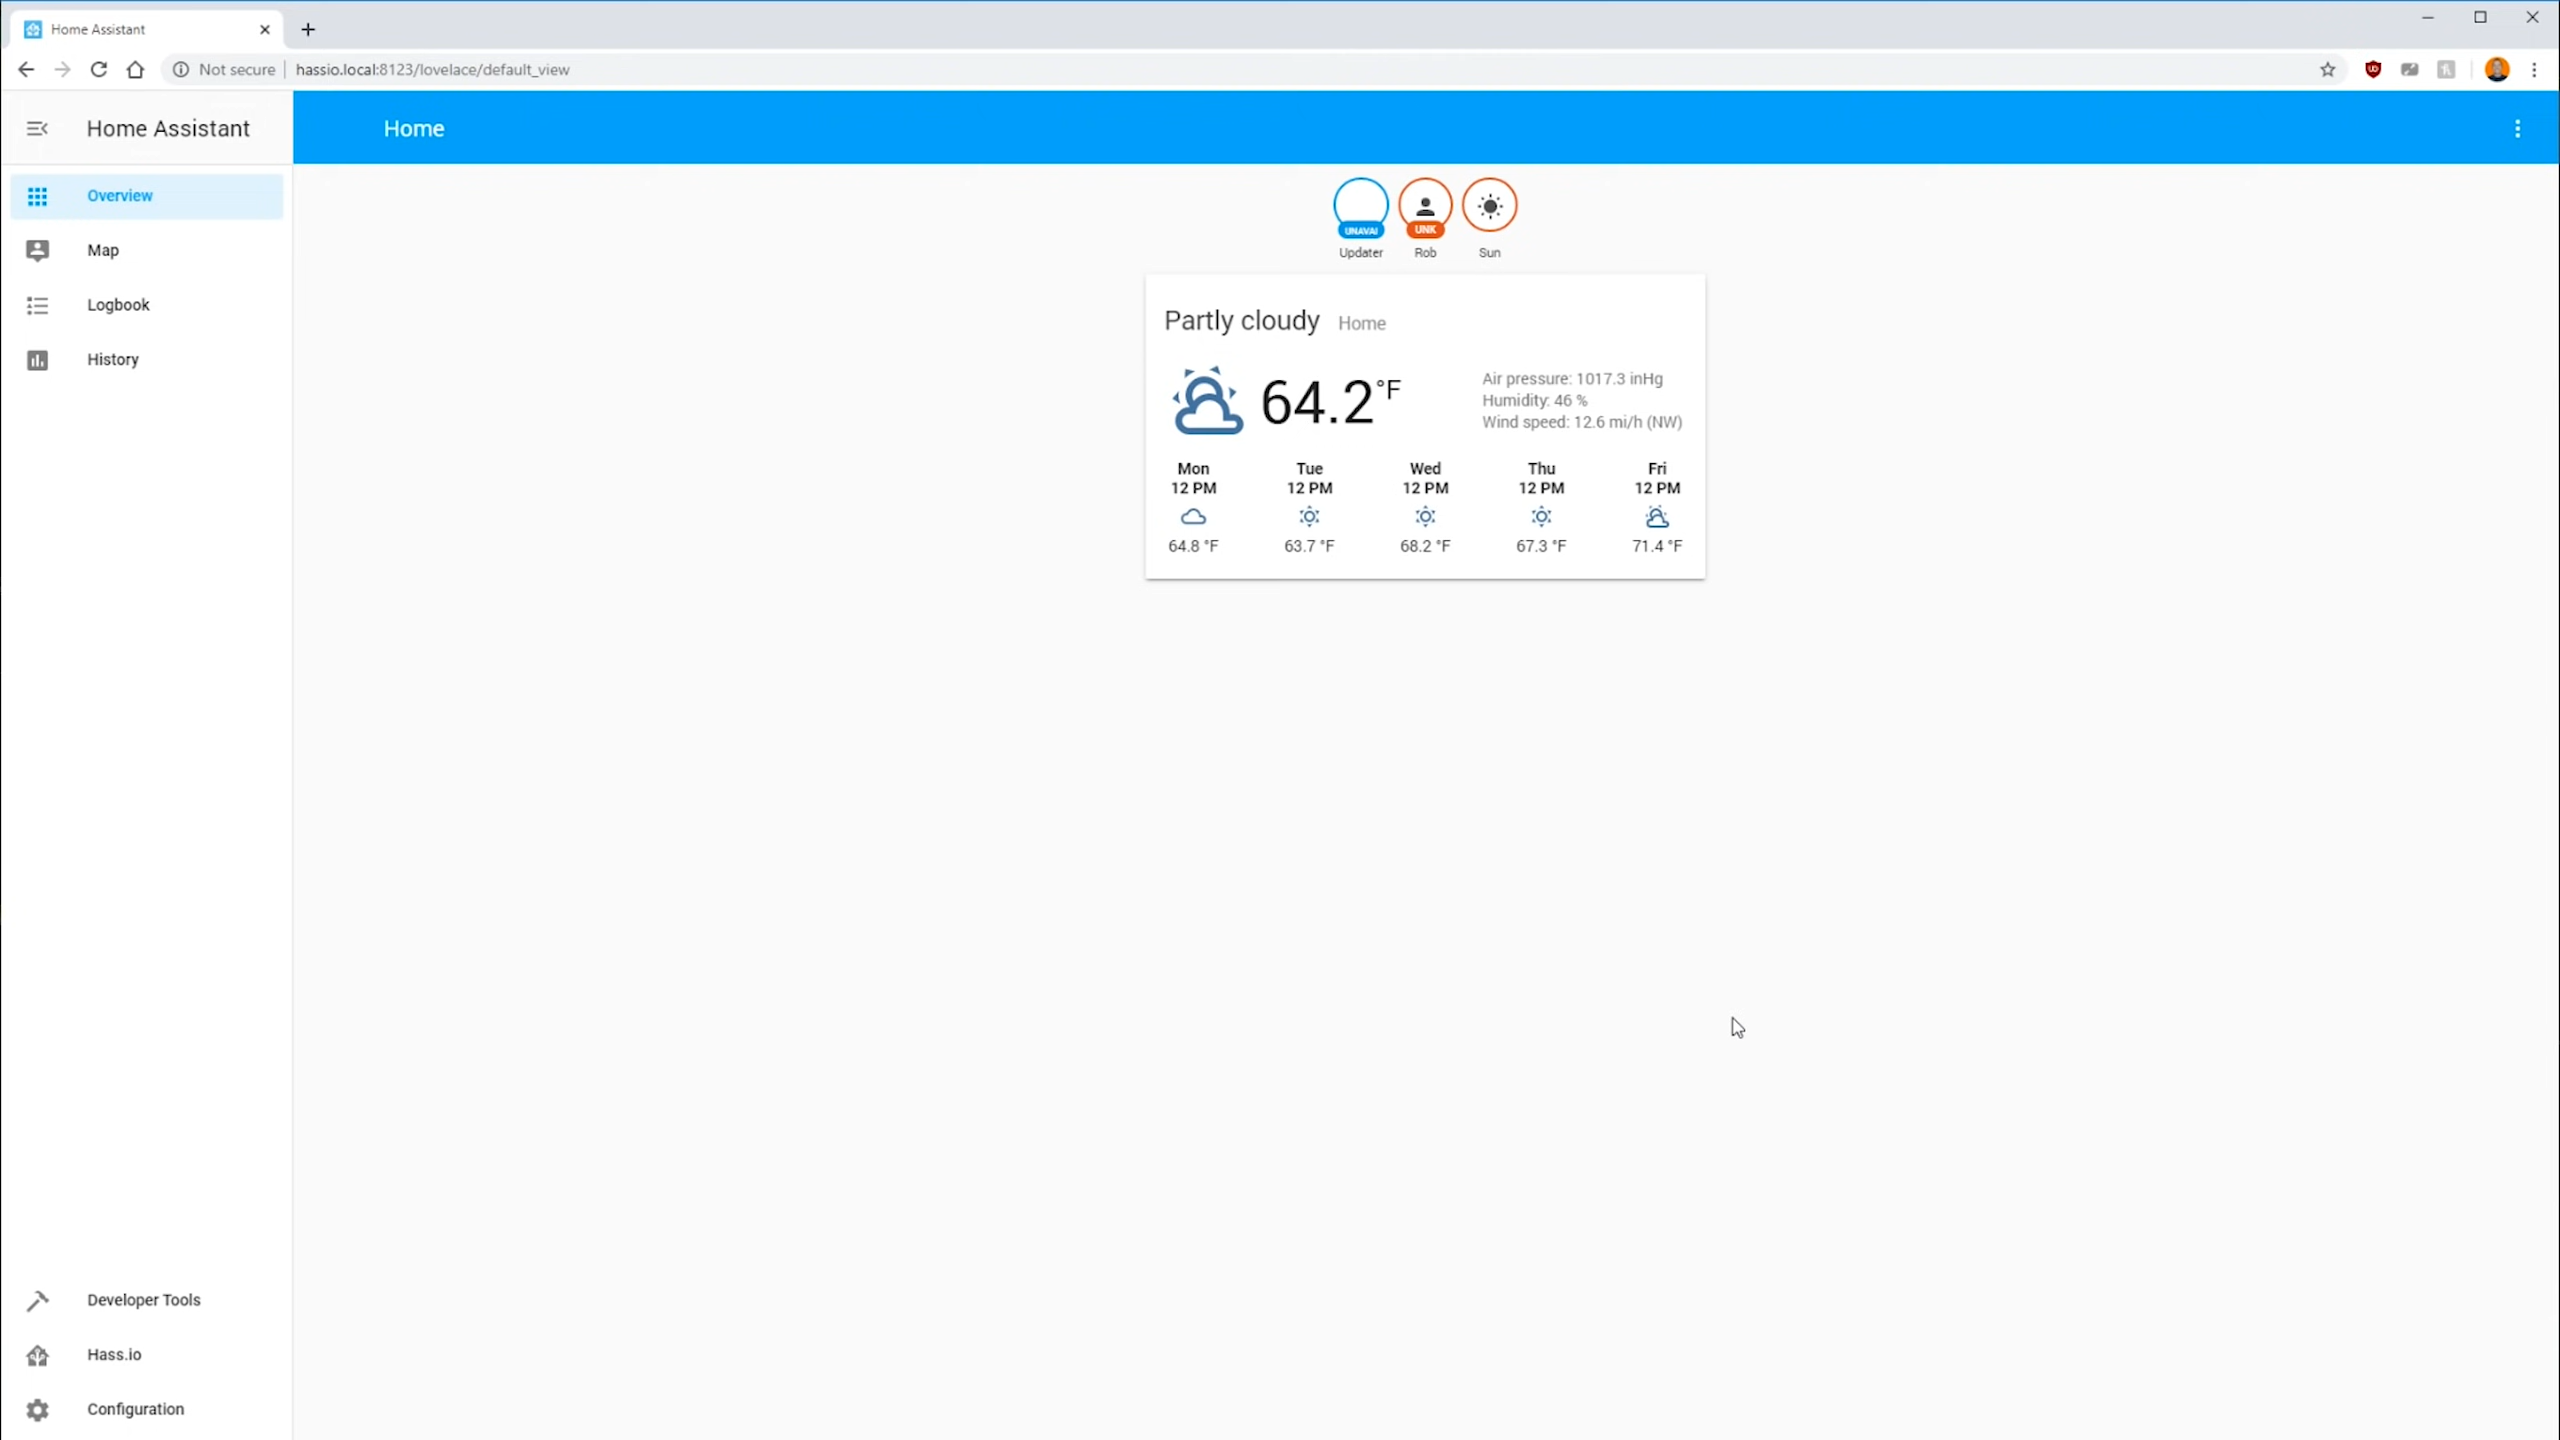 Home Assistant
Not secure
hassio.local:8123/lovelace/default_view
Home Assistant
Home
Overview
Map
Logbook
History
UNAVAI
UNK
Updater
Rob
Sun
Partly cloudy Home
64.2 °F
Air pressure: 1017.3 inHg
Humidity: 46 %
Wind speed: 12.6 mi/h (NW)
Mon Tue Wed Thu Fri
12 PM 12 PM 12 PM 12 PM 12 PM
64.8 °F 63.7 °F 68.2 °F 67.3 °F 71.4 °F
Developer Tools
Hass.io
Configuration